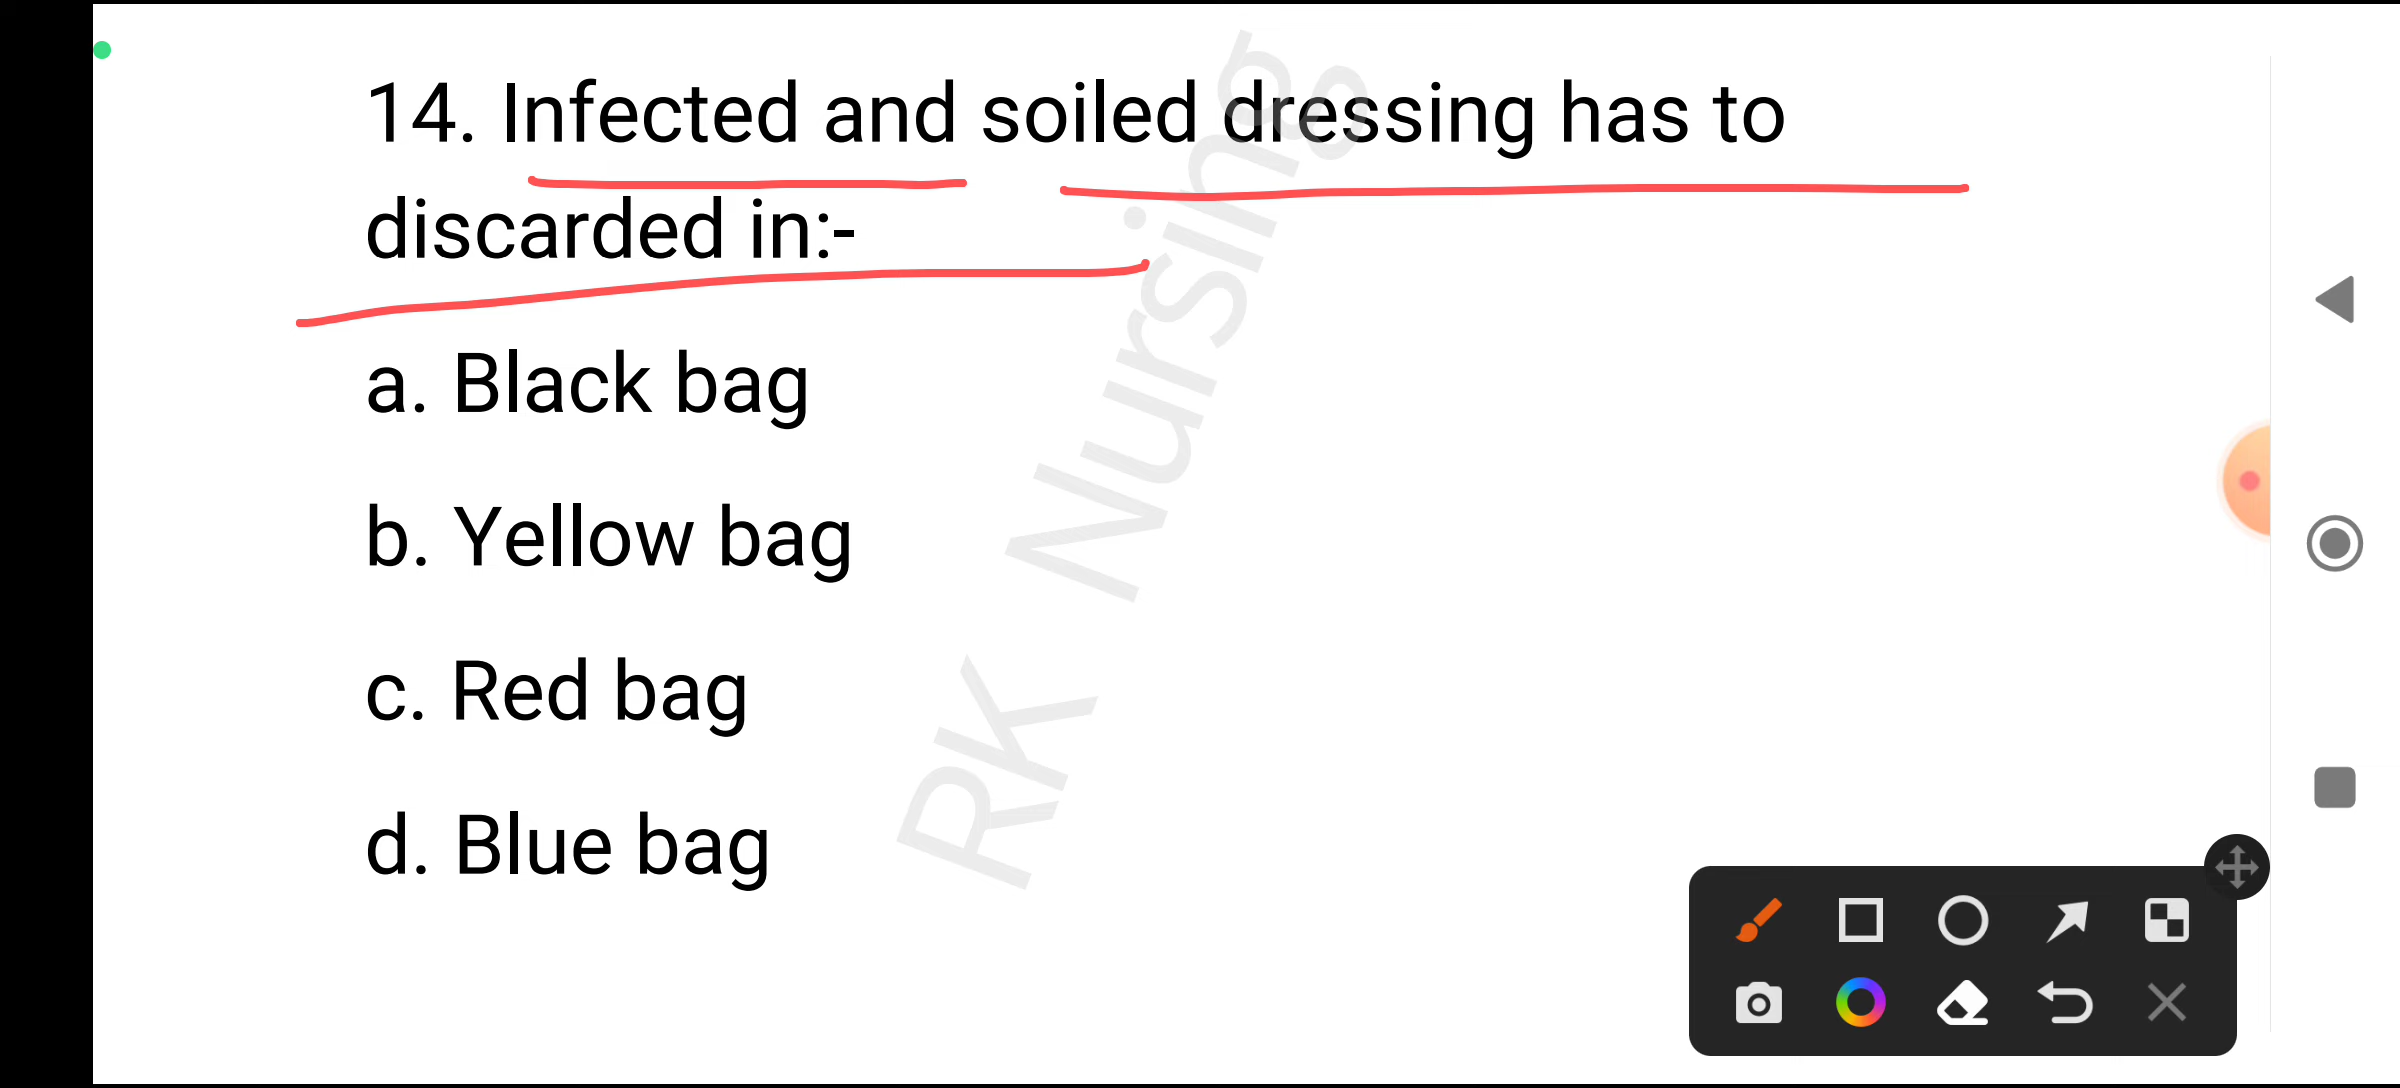 14. Infected and soiled dressing has to
discarded in:-
a. Black bag
b. Yellow bag
c. Red bag
d. Blue bag
RK Nursing